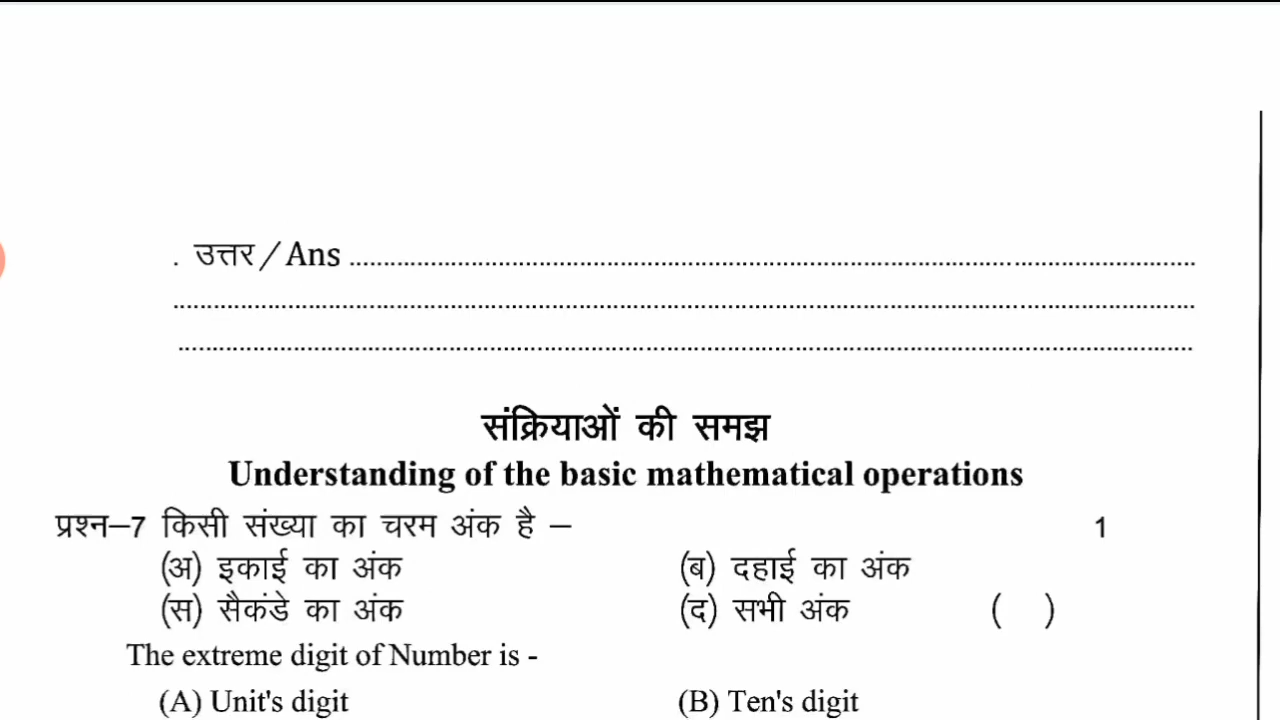 . उत्तर/Ans ..........................................................................................................................
....................................................................................................................................................
..................................................................................................................................................
संक्रियाओं की समझ
Understanding of the basic mathematical operations
प्रश्न–7 किसी संख्या का चरम अंक है – 1
(अ) इकाई का अंक (ब) दहाई का अंक
(स) सैकंडे का अंक (द) सभी अंक ( )
The extreme digit of Number is -
(A) Unit's digit (B) Ten's digit